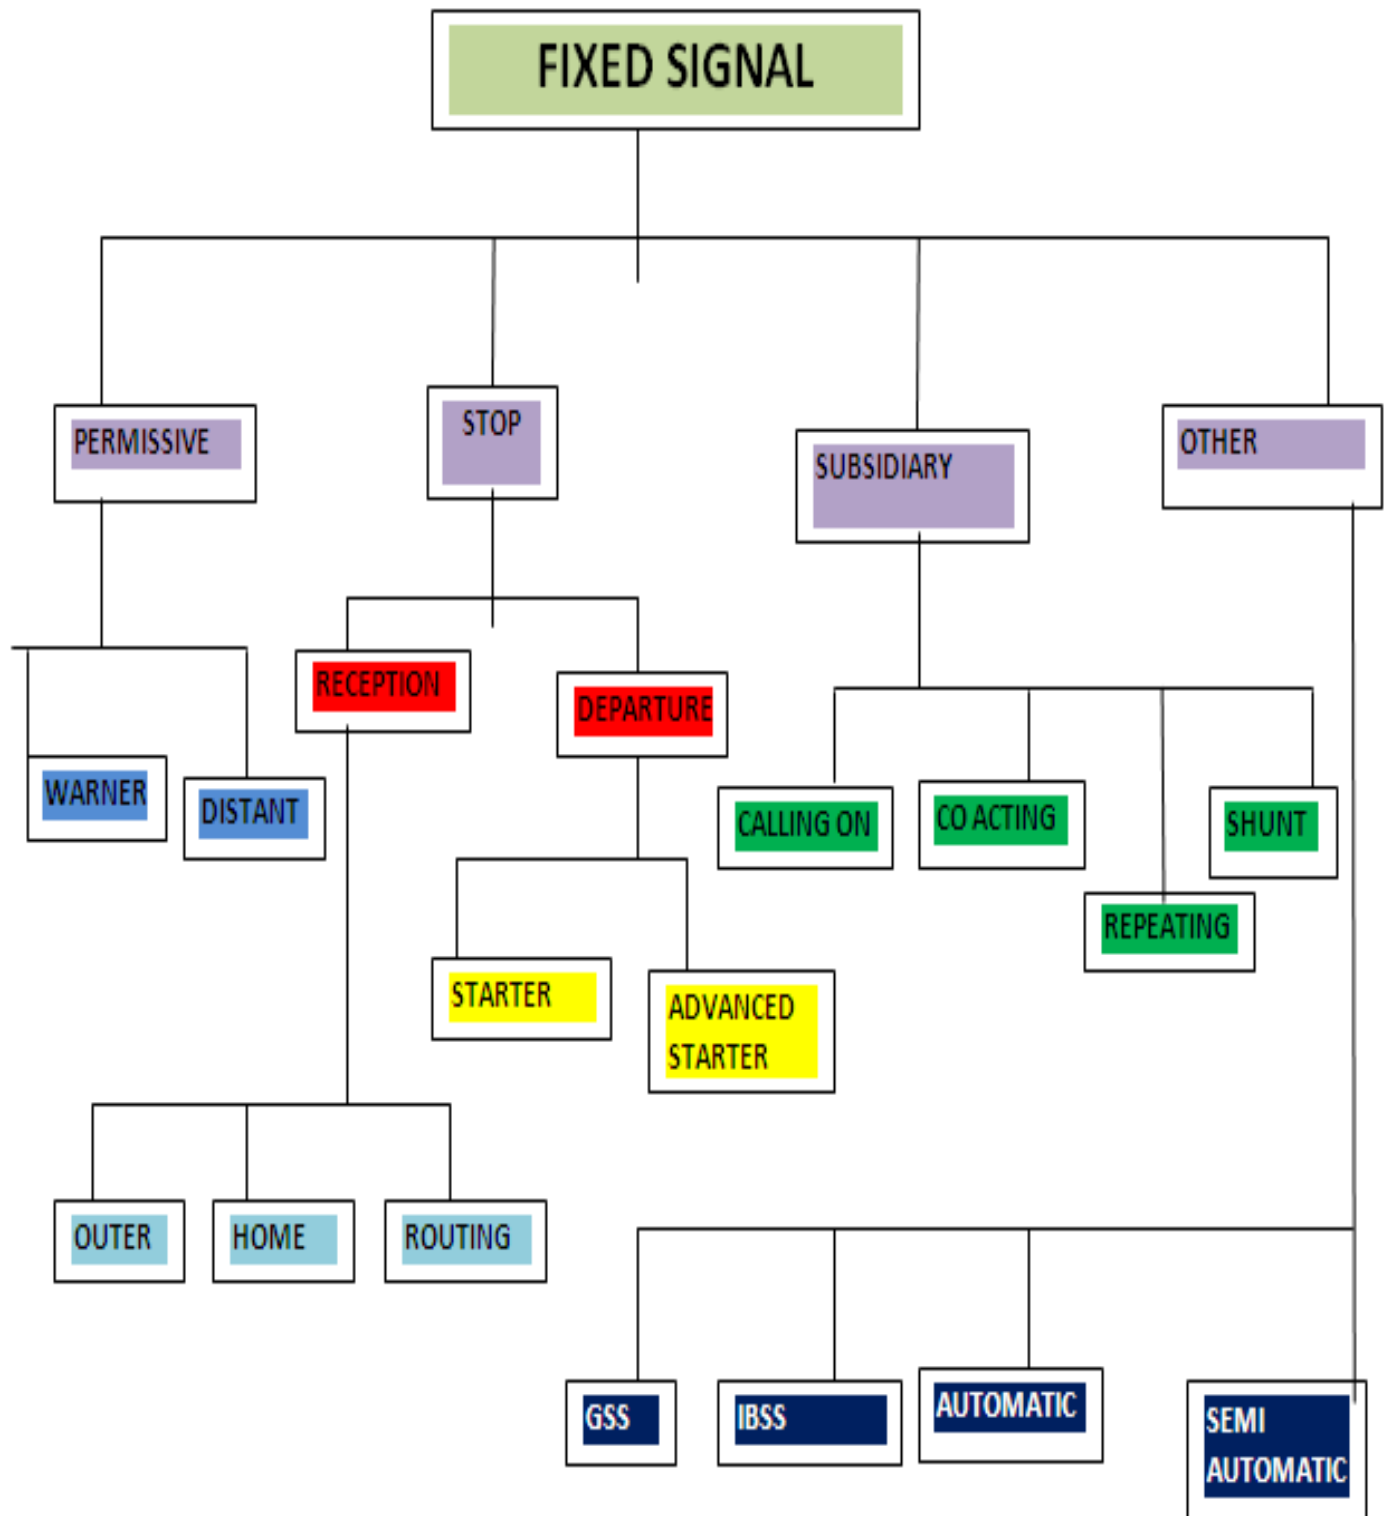 FIXED SIGNAL
PERMISSIVE
STOP
SUBSIDIARY
OTHER
RECEPTION
DEPARTURE
WARNER
DISTANT
CALLING ON
CO ACTING
SHUNT
REPEATING
STARTER
ADVANCED
STARTER
OUTER
HOME
ROUTING
GSS
IBSS
AUTOMATIC
SEMI
AUTOMATIC